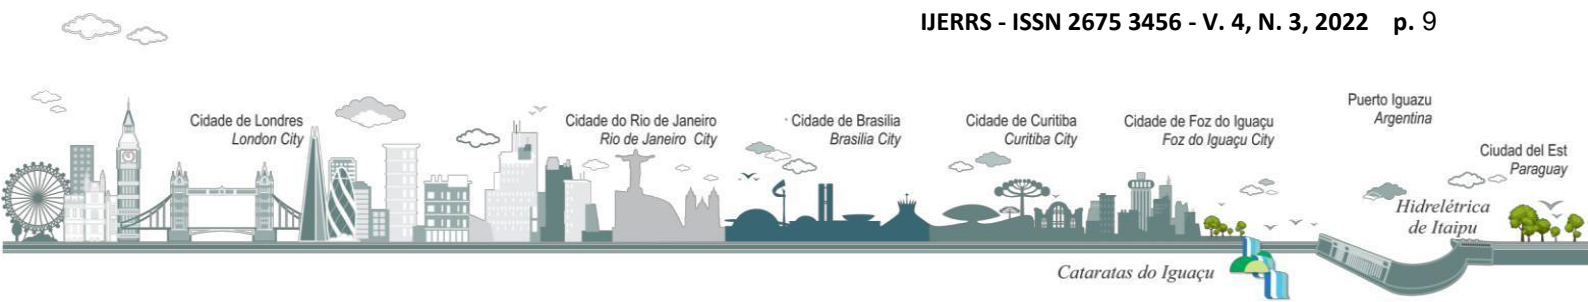 IJERRS - ISSN 2675 3456 - V. 4, N. 3, 2022 p. 9
Cidade de Londres
London City
Cidade do Rio de Janeiro
Rio de Janeiro City
Cidade de Brasilia
Brasilia City
Cidade de Curitiba
Curitiba City
Cidade de Foz do Iguaçu
Foz do Iguaçu City
Puerto Iguazu
Argentina
Ciudad del Est
Paraguay
Hidrelétrica
de Itaipu
Cataratas do Iguaçu